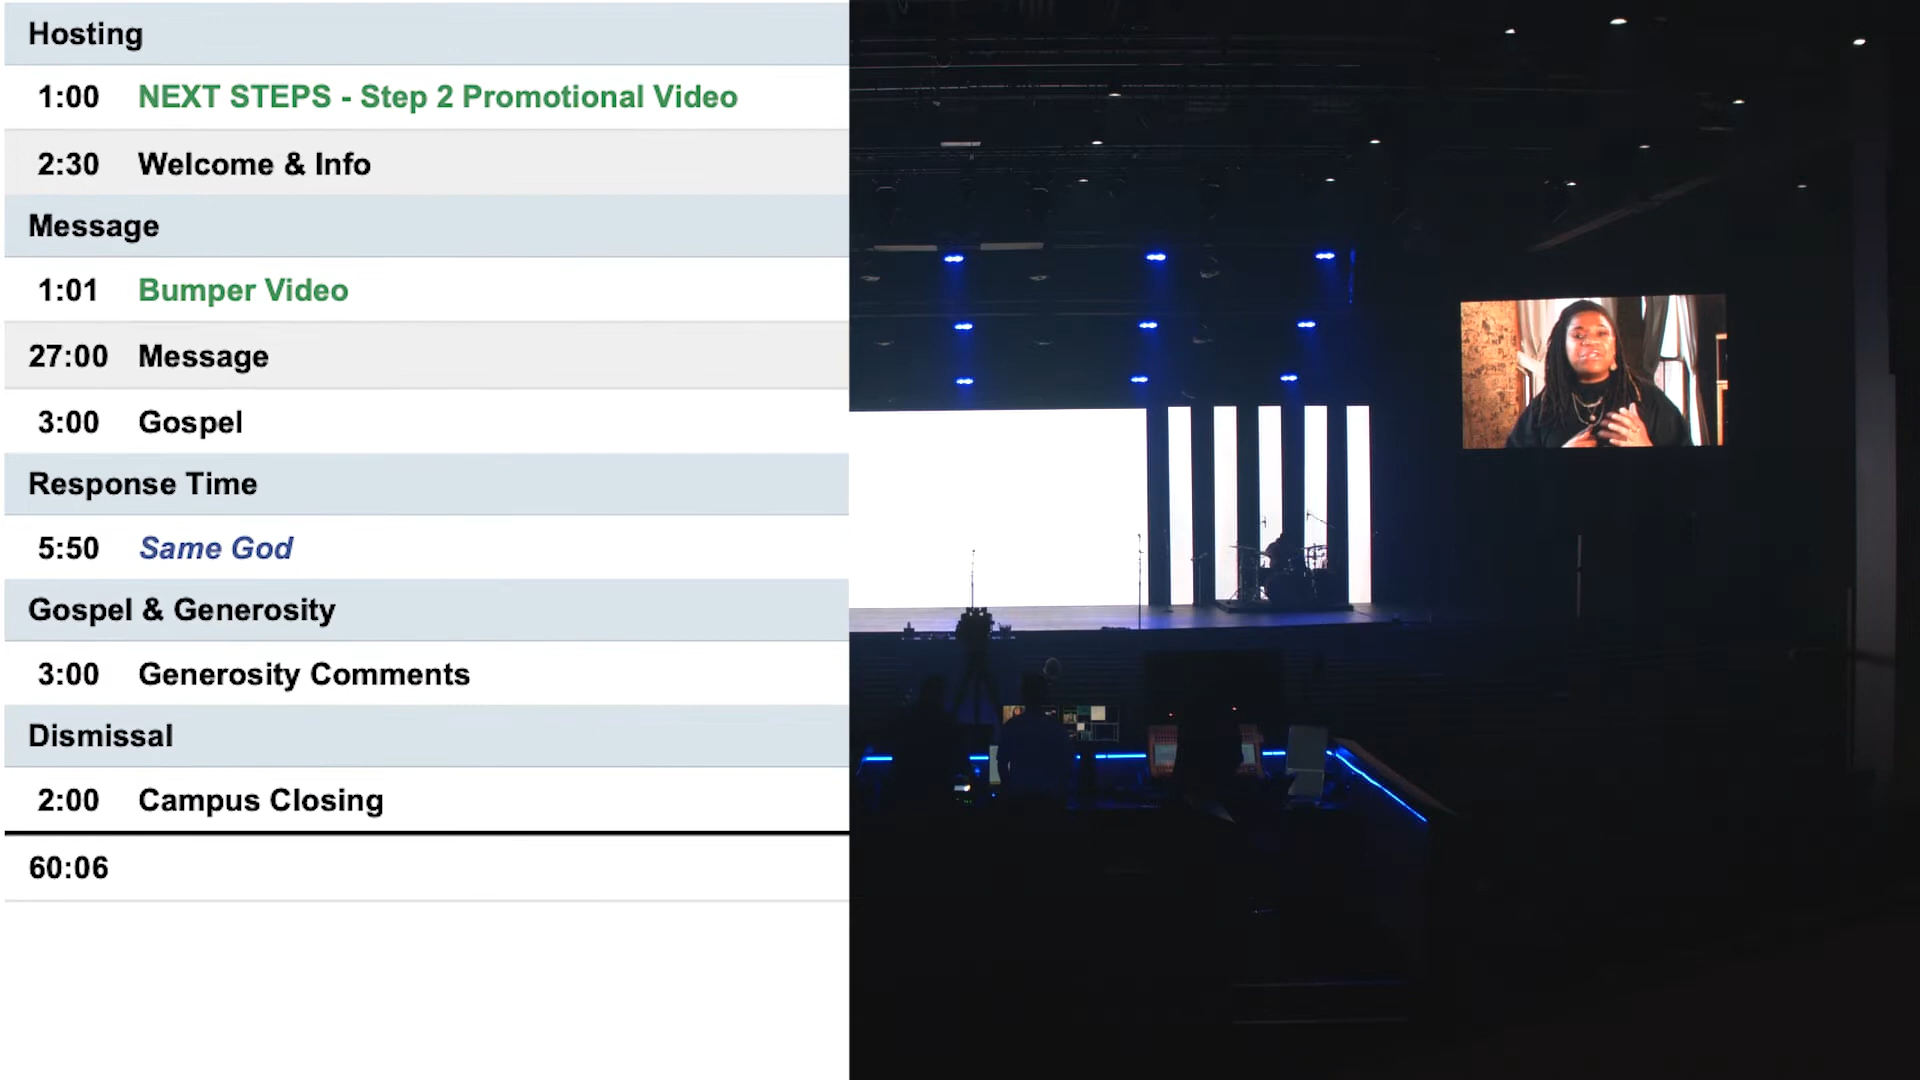 Hosting
1:00 NEXT STEPS - Step 2 Promotional Video
2:30 Welcome & Info
Message
1:01 Bumper Video
27:00 Message
3:00 Gospel
Response Time
5:50 Same God
Gospel & Generosity
3:00 Generosity Comments
Dismissal
2:00 Campus Closing
60:06